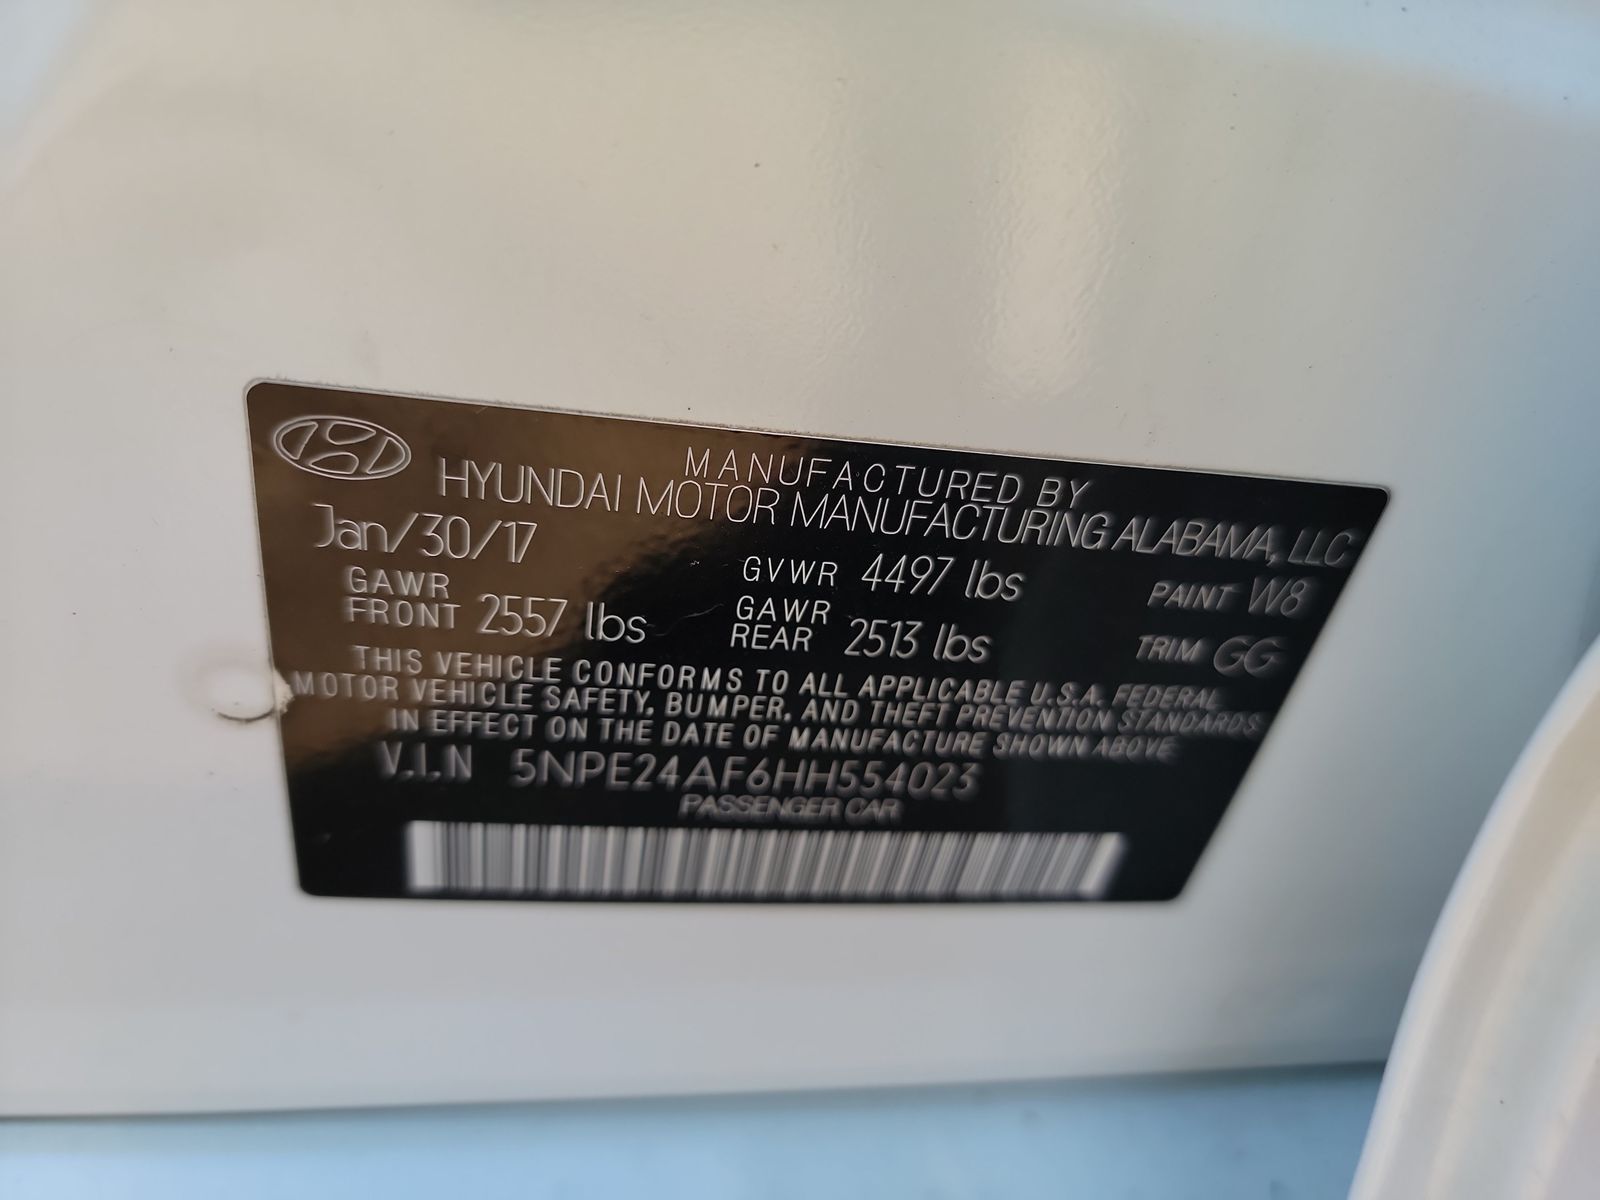 MANUFACTURED BY
HYUNDAI MOTOR MANUFACTURING ALABAMA, LLC
Jan/30/17
GVWR 4497 lbs PAINT W8
GAWR FRONT 2557 lbs GAWR REAR 2513 lbs TRIM GG
THIS VEHICLE CONFORMS TO ALL APPLICABLE U.S.A. FEDERAL
MOTOR VEHICLE SAFETY, BUMPER, AND THEFT PREVENTION STANDARDS
IN EFFECT ON THE DATE OF MANUFACTURE SHOWN ABOVE
V.I.N 5NPE24AF6HH554023
PASSENGER CAR